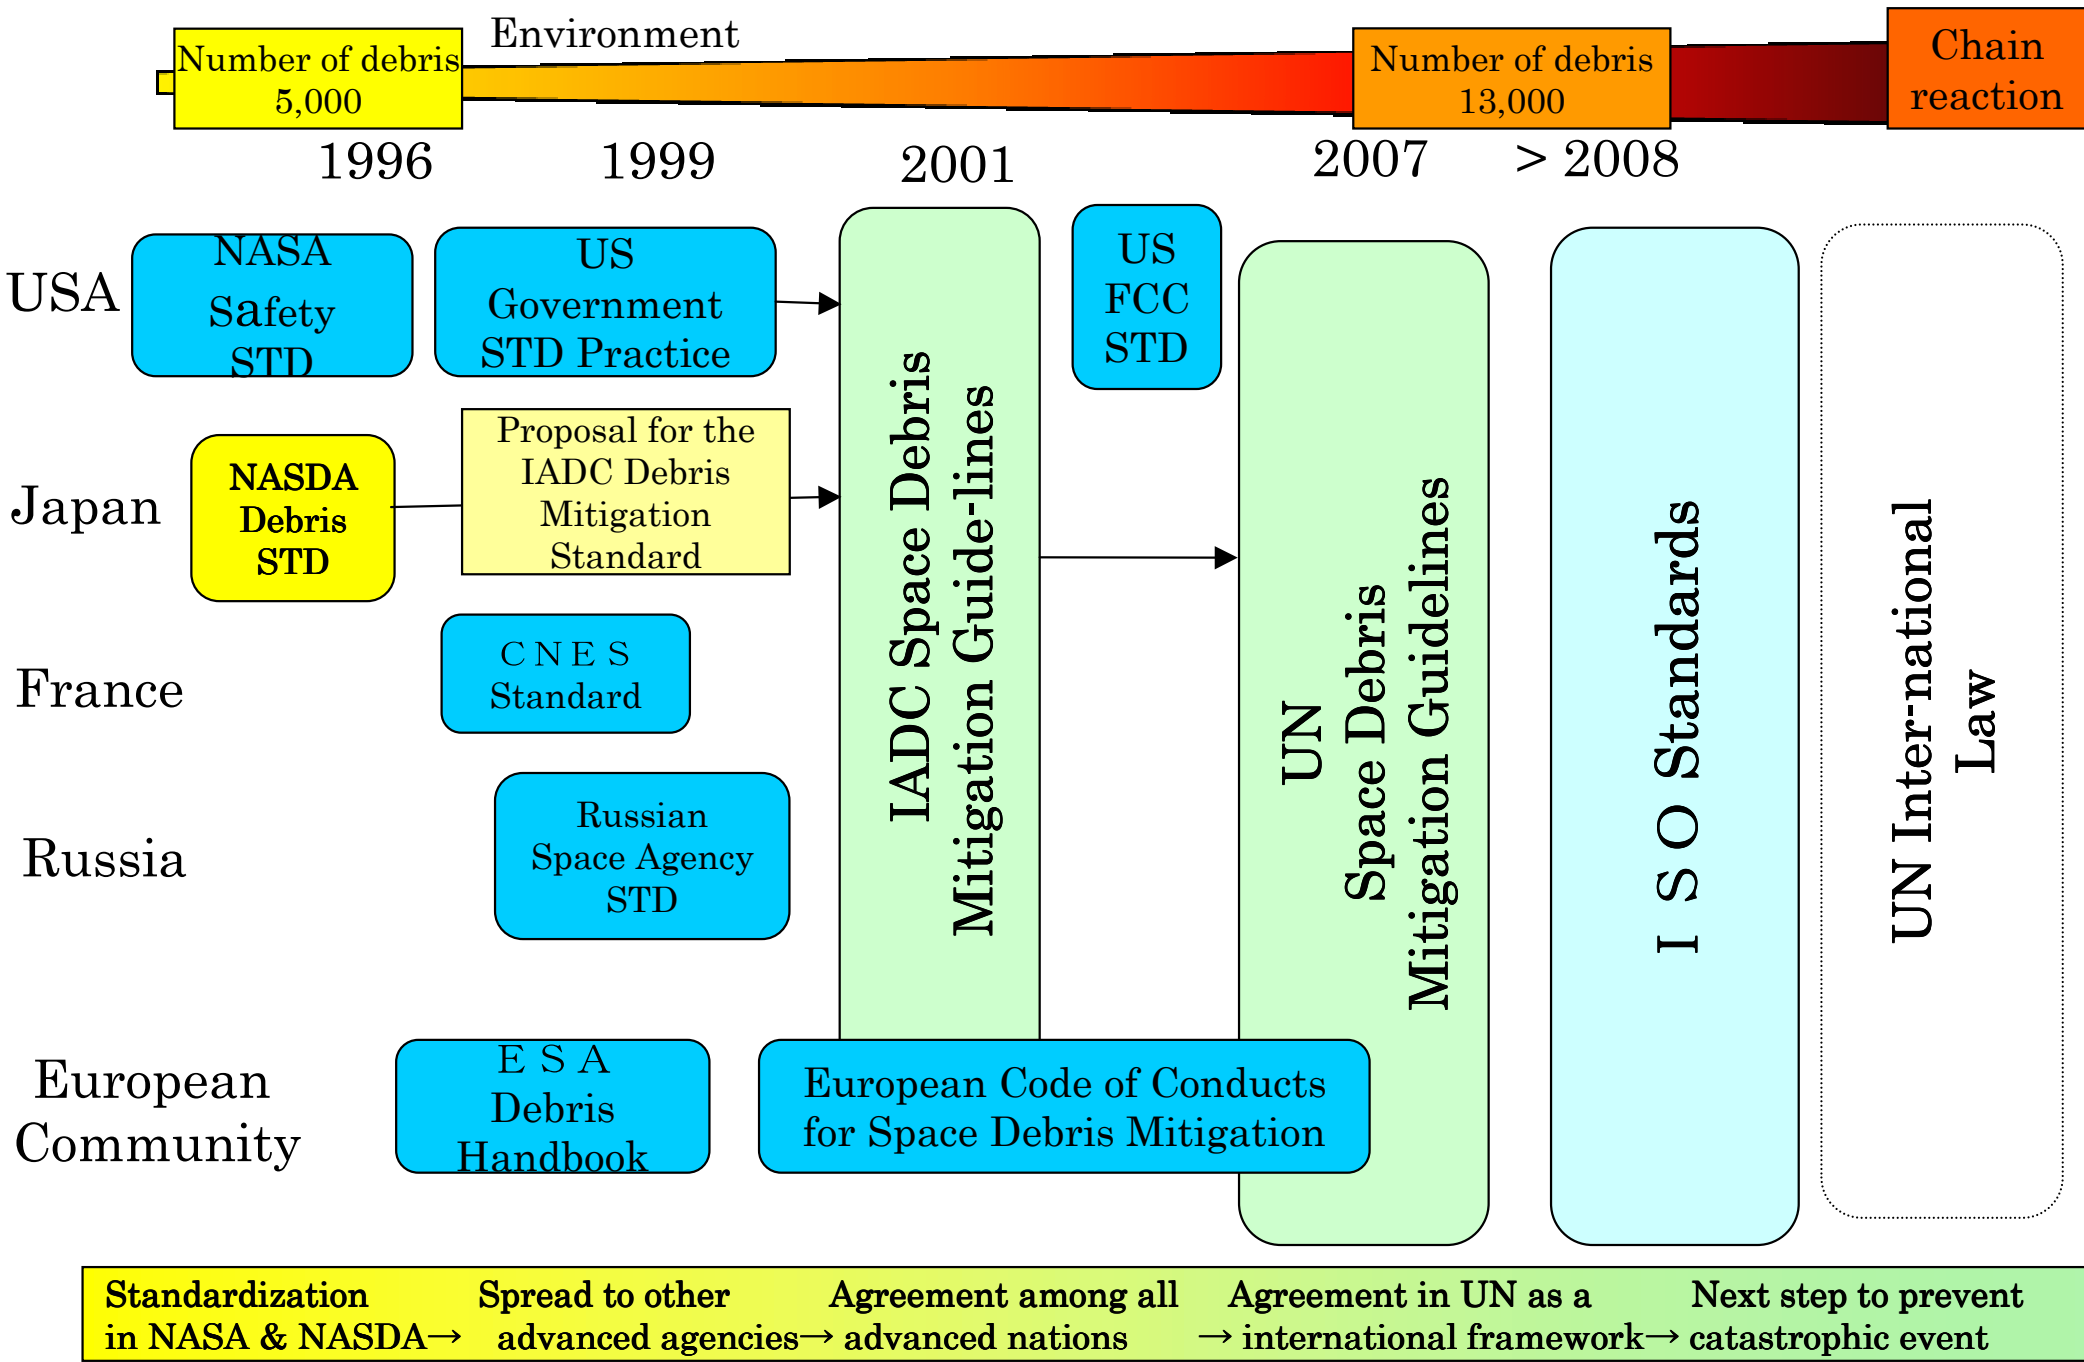 Environment
Number of debris
5,000
Number of debris
13,000
Chain
reaction
1996
1999
2001
2007
> 2008
USA
NASA
Safety
STD
US
Government
STD Practice
US
FCC
STD
Japan
NASDA
Debris
STD
Proposal for the
IADC Debris
Mitigation
Standard
France
CNES
Standard
Russia
Russian
Space Agency
STD
European
Community
ESA
Debris
Handbook
European Code of Conducts
for Space Debris Mitigation
IADC Space Debris
Mitigation Guide-lines
UN
Space Debris
Mitigation Guidelines
ISO Standards
UN Inter-national
Law
Standardization
in NASA & NASDA→
Spread to other
advanced agencies→
Agreement among all
advanced nations
Agreement in UN as a
→ international framework→
Next step to prevent
catastrophic event